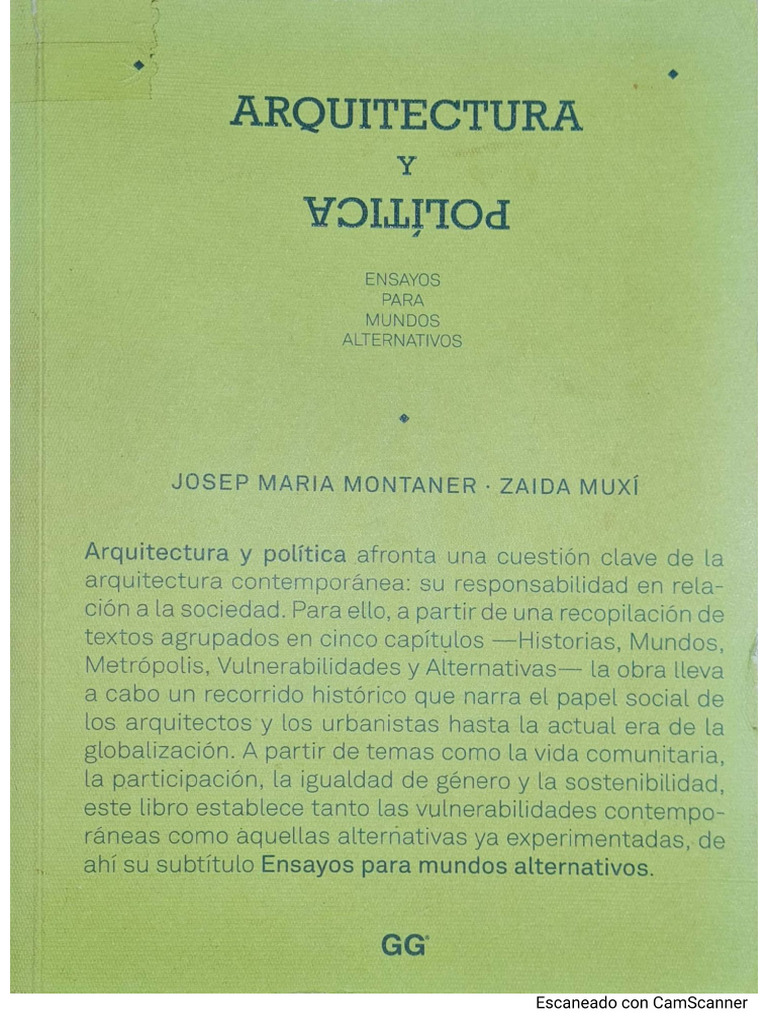 ARQUITECTURA
Y
POLÍTICA
ENSAYOS
PARA
MUNDOS
ALTERNATIVOS
JOSEP MARIA MONTANER · ZAIDA MUXÍ
Arquitectura y política afronta una cuestión clave de la
arquitectura contemporánea: su responsabilidad en rela-
ción a la sociedad. Para ello, a partir de una recopilación de
textos agrupados en cinco capítulos —Historias, Mundos,
Metrópolis, Vulnerabilidades y Alternativas— la obra lleva
a cabo un recorrido histórico que narra el papel social de
los arquitectos y los urbanistas hasta la actual era de la
globalización. A partir de temas como la vida comunitaria,
la participación, la igualdad de género y la sostenibilidad,
este libro establece tanto las vulnerabilidades contempo-
ráneas como aquellas alternativas ya experimentadas, de
ahí su subtítulo Ensayos para mundos alternativos.
GG®
Escaneado con CamScanner